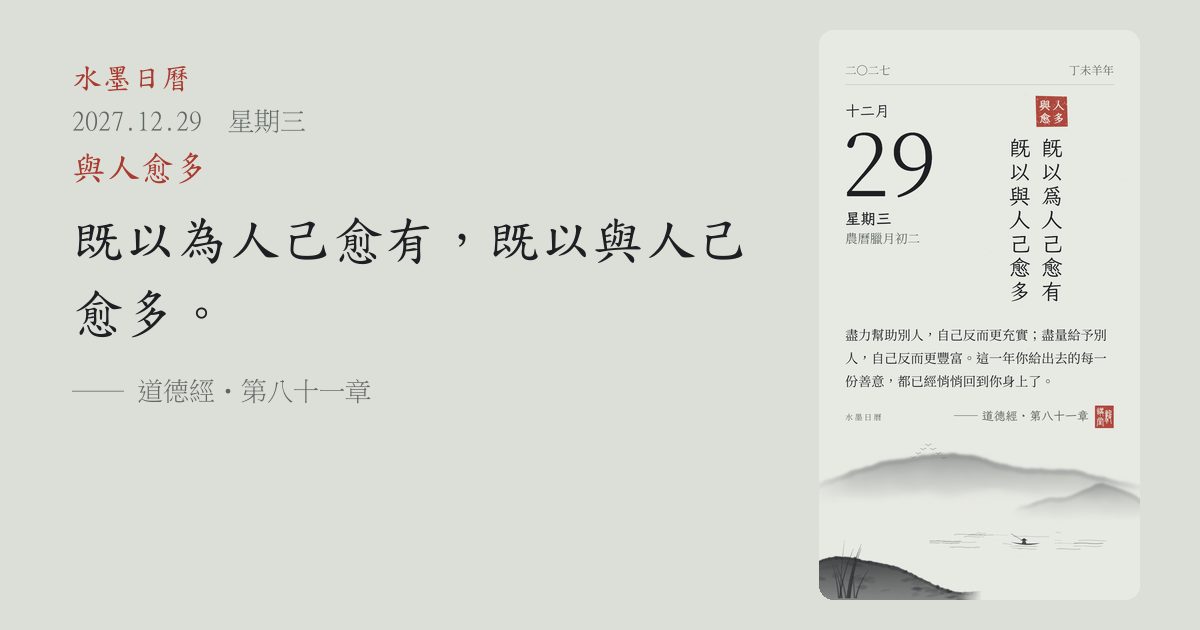 水墨日曆
2027.12.29 星期三
與人愈多
既以為人己愈有，既以與人己
愈多。
—— 道德經・第八十一章
二〇二七
丁未羊年
十二月
29
星期三
農曆臘月初二
與人愈多
既以爲人己愈有
既以與人己愈多
盡力幫助別人，自己反而更充實；盡量給予別
人，自己反而更豐富。這一年你給出去的每一
份善意，都已經悄悄回到你身上了。
水墨日曆
—— 道德經・第八十一章